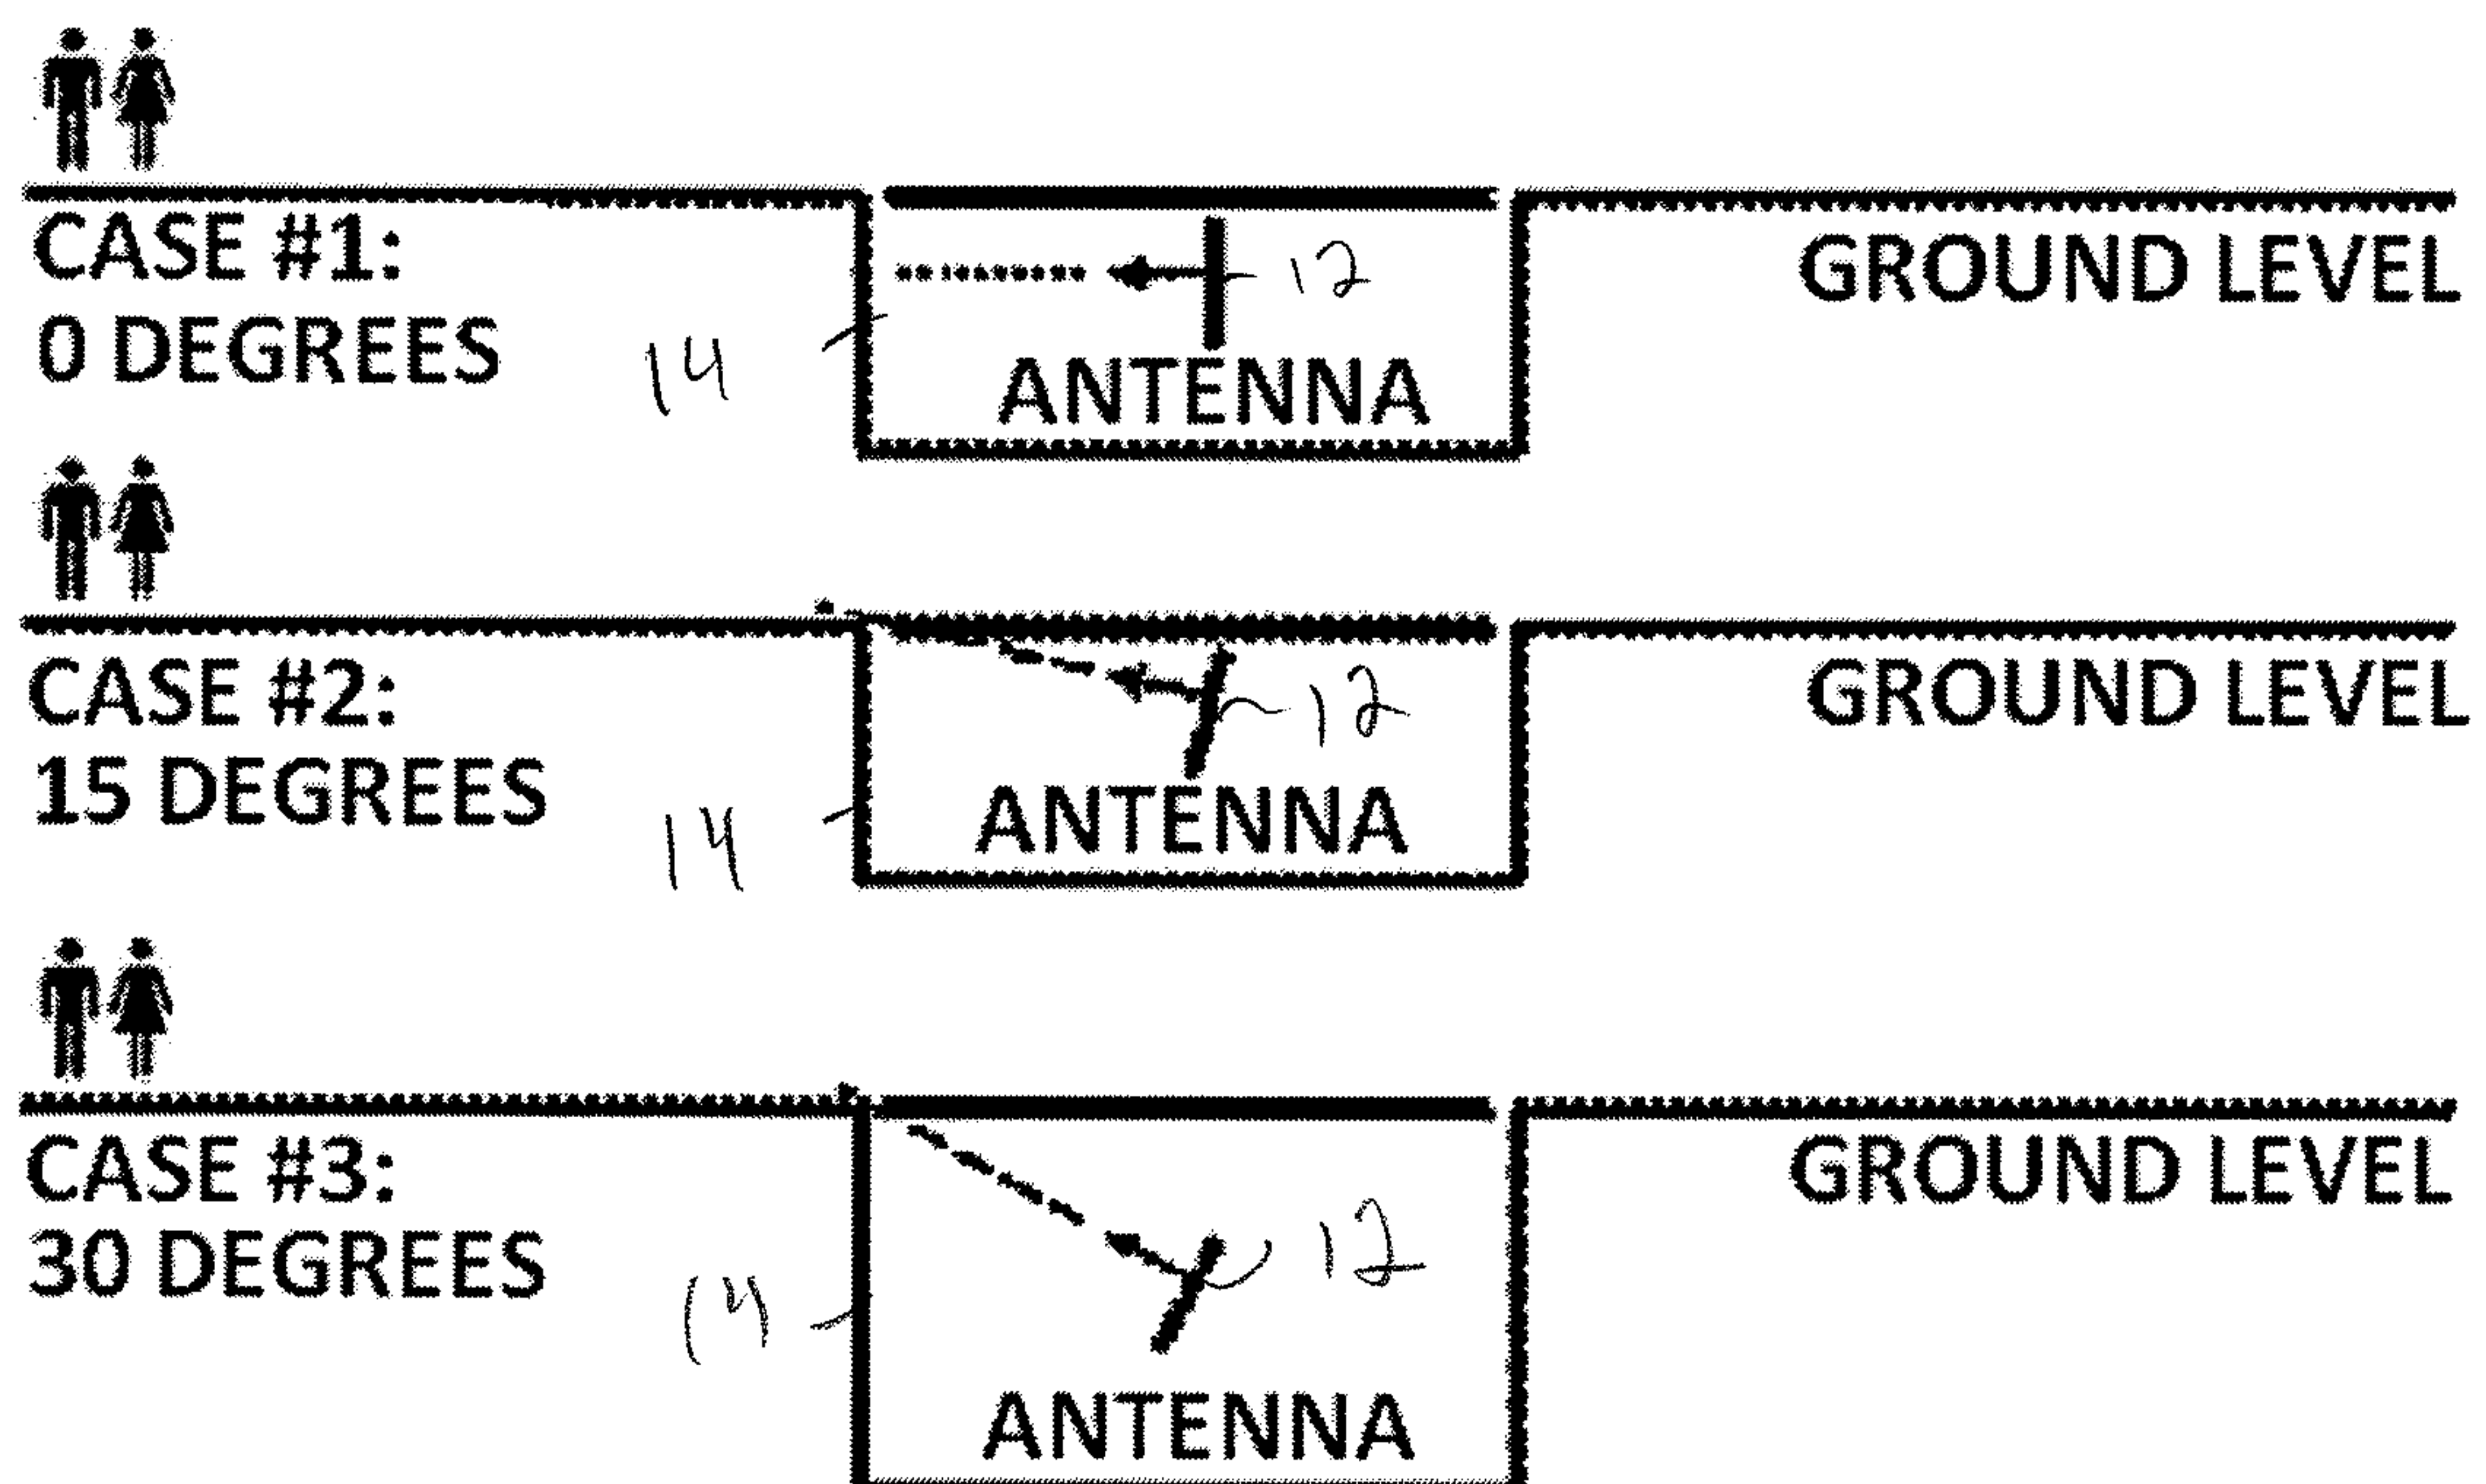 CASE #1:
0 DEGREES
14
12
ANTENNA
GROUND LEVEL
CASE #2:
15 DEGREES
14
12
ANTENNA
GROUND LEVEL
CASE #3:
30 DEGREES
14
12
ANTENNA
GROUND LEVEL